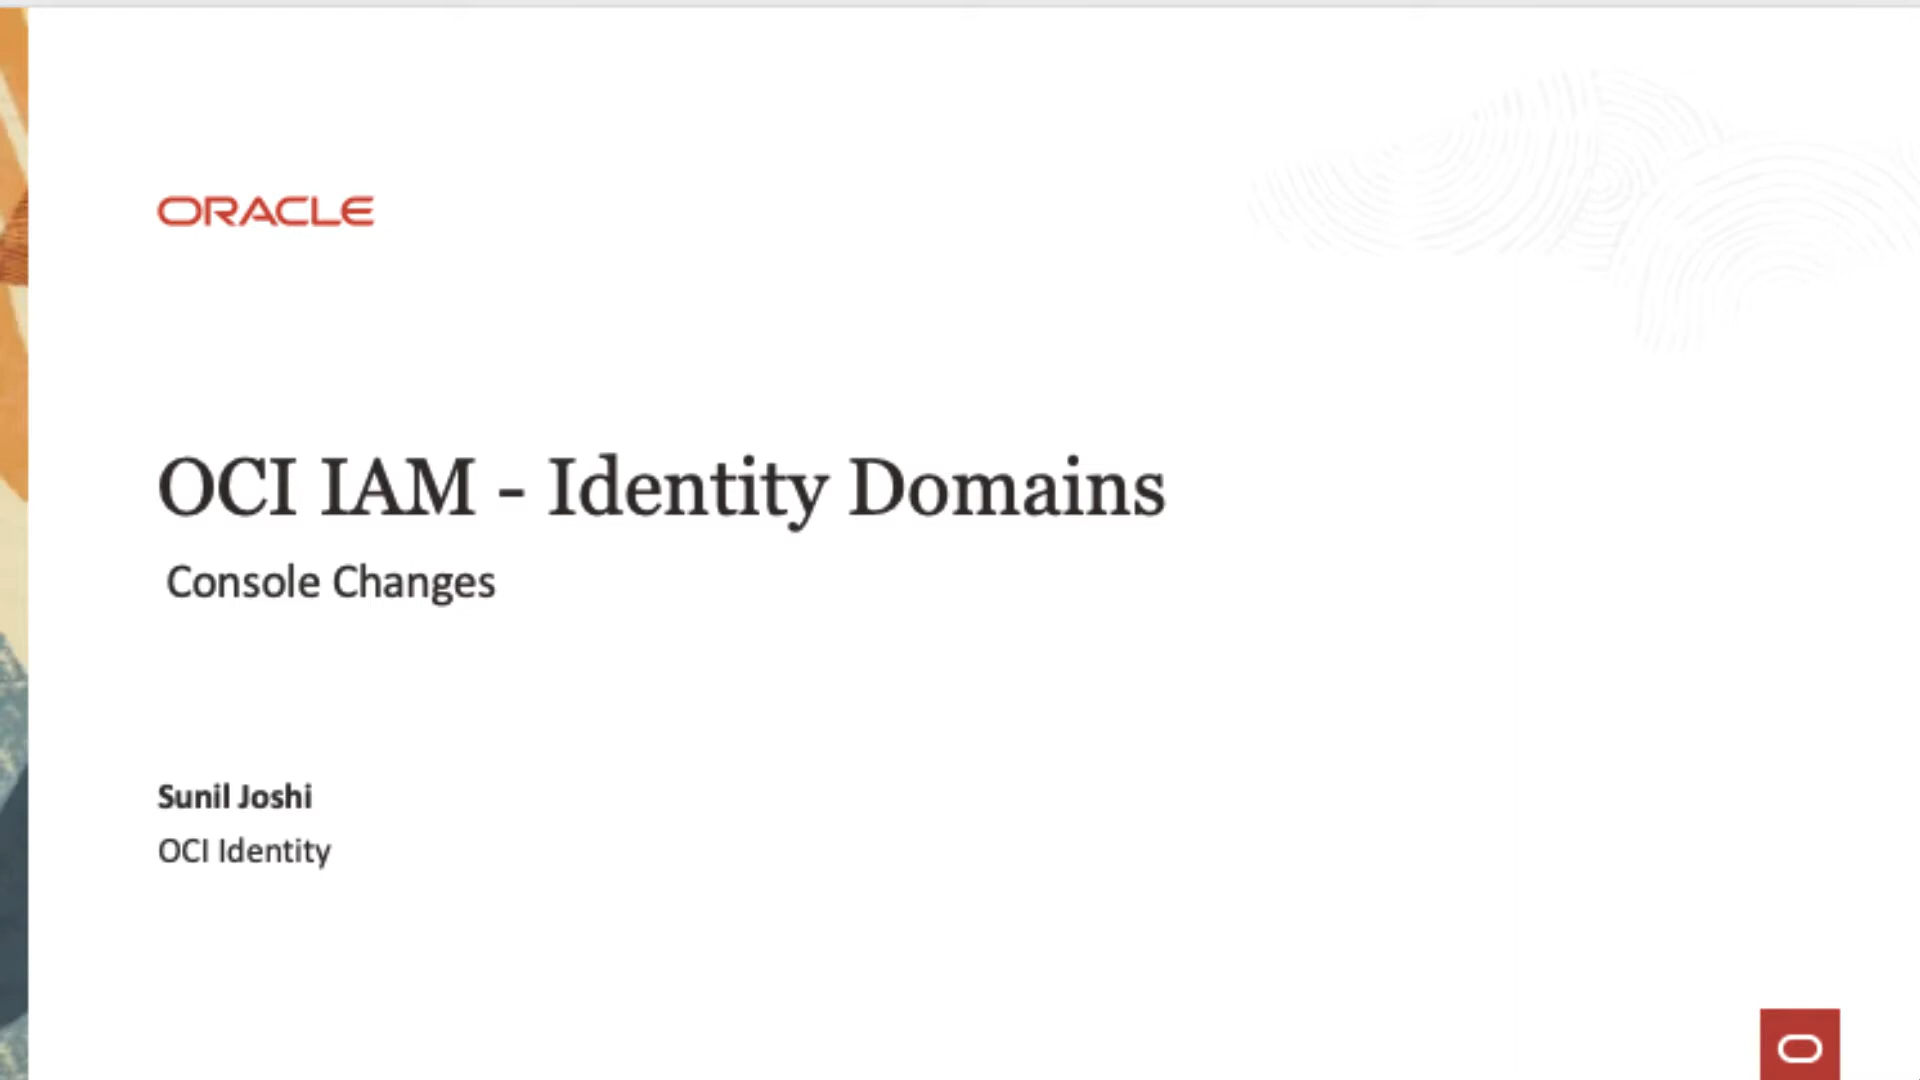 ORACLE
OCI IAM - Identity Domains
Console Changes
Sunil Joshi
OCI Identity